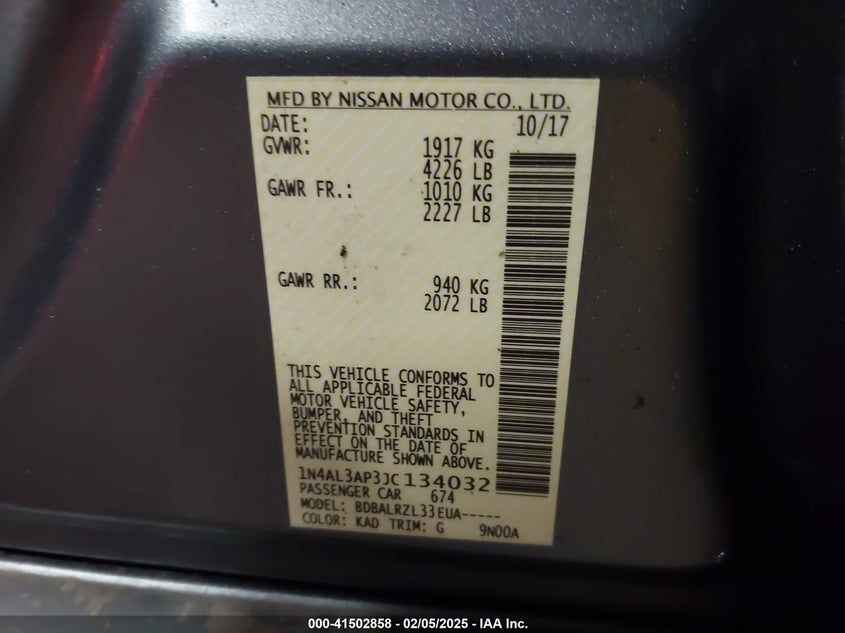 MFD BY NISSAN MOTOR CO., LTD.
DATE: 10/17
GVWR: 1917 KG
4226 LB
GAWR FR.: 1010 KG
2227 LB
GAWR RR.: 940 KG
2072 LB
THIS VEHICLE CONFORMS TO
ALL APPLICABLE FEDERAL
MOTOR VEHICLE SAFETY,
BUMPER, AND THEFT
PREVENTION STANDARDS IN
EFFECT ON THE DATE OF
MANUFACTURE SHOWN ABOVE.
1N4AL3AP3JC134032
PASSENGER CAR 674
MODEL: BDBALRZL33EUA-----
COLOR: KAD TRIM: G 9N00A
000-41502858 — 02/05/2025 — IAA Inc.